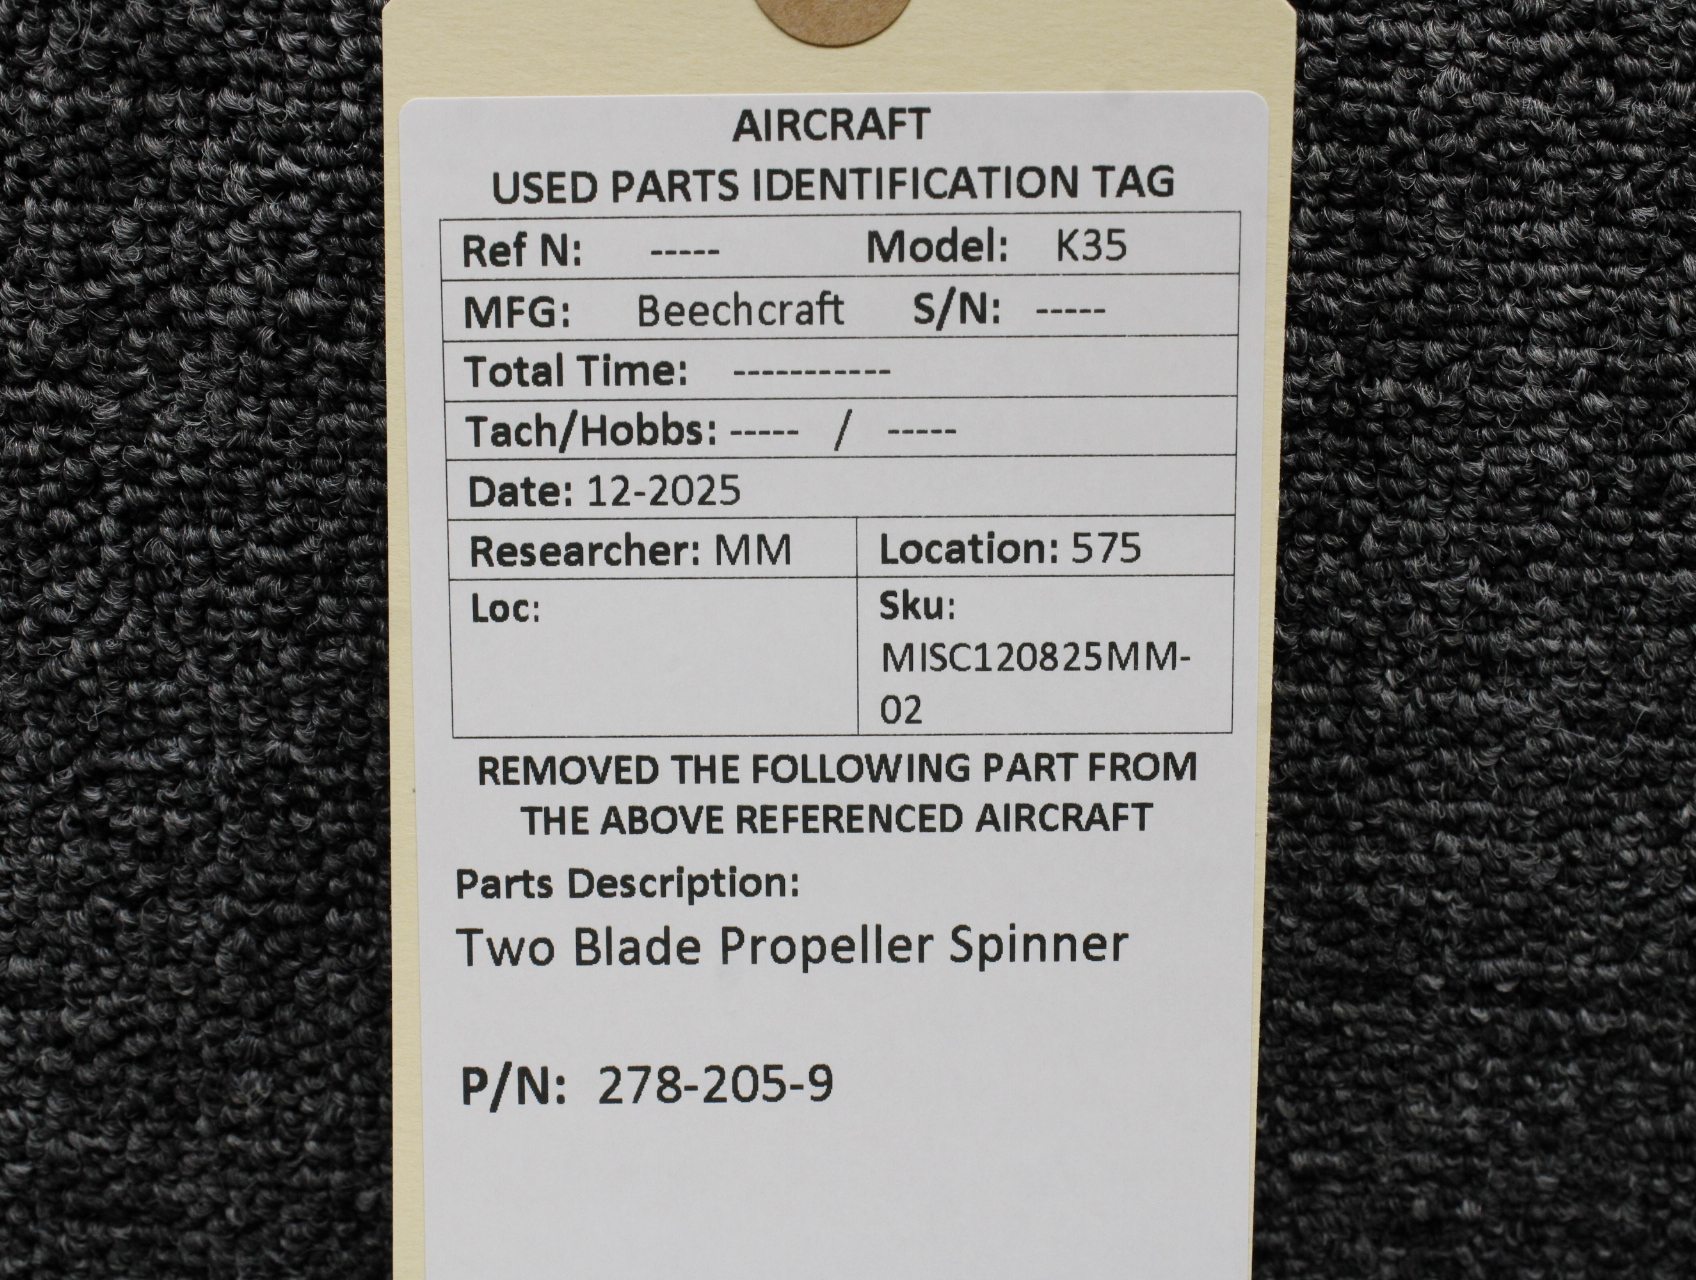 AIRCRAFT
USED PARTS IDENTIFICATION TAG
Ref N: ----- Model: K35
MFG: Beechcraft S/N: -----
Total Time: -----------
Tach/Hobbs: ----- / -----
Date: 12-2025
Researcher: MM Location: 575
Loc: Sku:
MISC120825MM-
02
REMOVED THE FOLLOWING PART FROM
THE ABOVE REFERENCED AIRCRAFT
Parts Description:
Two Blade Propeller Spinner
P/N: 278-205-9